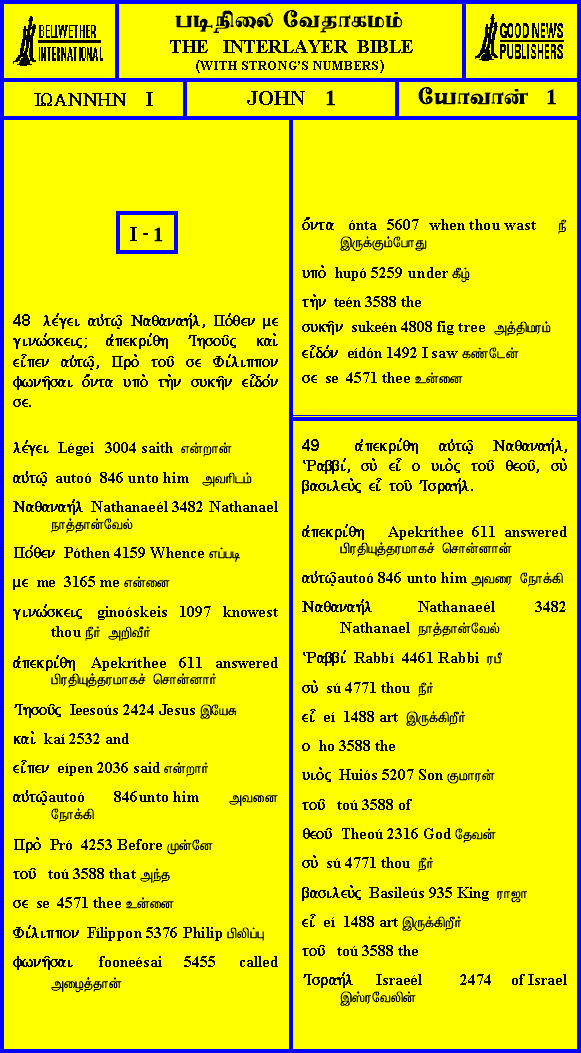 BELLWETHER
INTERNATIONAL
படிநிலை வேதாகமம்
THE INTERLAYER BIBLE
(WITH STRONG'S NUMBERS)
GOOD NEWS
PUBLISHERS
ΙΩΑΝΝΗΝ I
JOHN 1
யோவான் 1
I - 1
48 λέγει αὐτῷ Ναθαναήλ, Πόθεν με
γινώσκεις; ἀπεκρίθη Ἰησοῦς καὶ
εἶπεν αὐτῷ, Πρὸ τοῦ σε Φίλιππον
φωνῆσαι ὄντα υπὸ τὴν συκῆν εἶδόν
σε.
λέγει Légei 3004 saith என்றான்
αὐτῷ autoó 846 unto him அவரிடம்
Ναθαναήλ Nathanaeél 3482 Nathanael
நாத்தான்வேல்
Πόθεν Póthen 4159 Whence எப்படி
με me 3165 me என்னை
γινώσκεις ginoóskeis 1097 knowest
thou நீர் அறிவீர்
ἀπεκρίθη Apekríthee 611 answered
பிரதியுத்தரமாகச் சொன்னார்
Ἰησοῦς Ieesoús 2424 Jesus இயேசு
καὶ kaí 2532 and
εἶπεν eípen 2036 said என்றார்
αὐτῷ autoó 846 unto him அவனை
நோக்கி
Πρὸ Pró 4253 Before முன்னே
τοῦ toú 3588 that அந்த
σε se 4571 thee உன்னை
Φίλιππον Fílippon 5376 Philip பிலிப்பு
φωνῆσαι fooneésai 5455 called
அழைத்தான்
ὄντα ónta 5607 when thou wast நீ
இருக்கும்போது
υπὸ hupó 5259 under கீழ்
τὴν teén 3588 the
συκῆν sukeén 4808 fig tree அத்திமரம்
εἶδόν eídón 1492 I saw கண்டேன்
σε se 4571 thee உன்னை
49 ἀπεκρίθη αὐτῷ Ναθαναήλ,
Ῥαββί, σὺ εἶ ο υιὸς τοῦ θεοῦ, σὺ
βασιλεὺς εἶ τοῦ Ἰσραήλ.
ἀπεκρίθη Apekríthee 611 answered
பிரதியுத்தரமாகச் சொன்னான்
αὐτῷ autoó 846 unto him அவரை நோக்கி
Ναθαναήλ Nathanaeél 3482
Nathanael நாத்தான்வேல்
Ῥαββί Rabbí 4461 Rabbi ரபீ
σὺ sú 4771 thou நீர்
εἶ eí 1488 art இருக்கிறீர்
ο ho 3588 the
υιὸς Huiós 5207 Son குமாரன்
τοῦ toú 3588 of
θεοῦ Theoú 2316 God தேவன்
σὺ sú 4771 thou நீர்
βασιλεὺς Basileús 935 King ராஜா
εἶ eí 1488 art இருக்கிறீர்
τοῦ toú 3588 the
Ἰσραήλ Israeél 2474 of Israel
இஸ்ரவேலின்